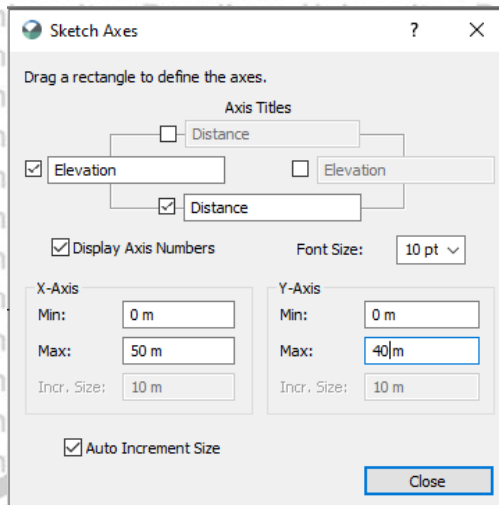 Sketch Axes ? ×
Drag a rectangle to define the axes.
Axis Titles
Distance
Elevation Elevation
Distance
Display Axis Numbers Font Size: 10 pt
X-Axis Y-Axis
Min: 0 m Min: 0 m
Max: 50 m Max: 40 m
Incr. Size: 10 m Incr. Size: 10 m
Auto Increment Size
Close